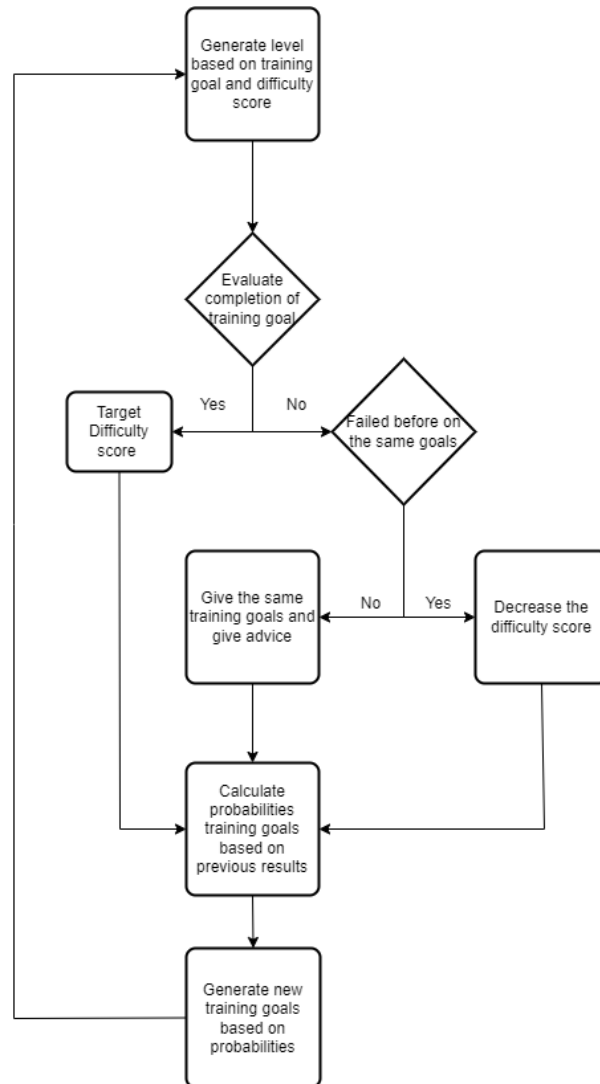 Generate level
based on training
goal and difficulty
score
Evaluate
completion of
training goal
Yes
No
Target
Difficulty
score
Failed before on
the same goals
No
Yes
Give the same
training goals and
give advice
Decrease the
difficulty score
Calculate
probabilities
training goals
based on
previous results
Generate new
training goals
based on
probabilities